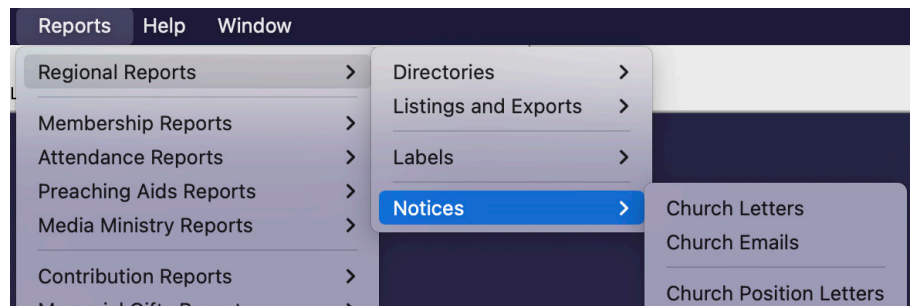 Reports Help Window
Regional Reports
Membership Reports
Attendance Reports
Preaching Aids Reports
Media Ministry Reports
Contribution Reports
Directories
Listings and Exports
Labels
Notices
Church Letters
Church Emails
Church Position Letters